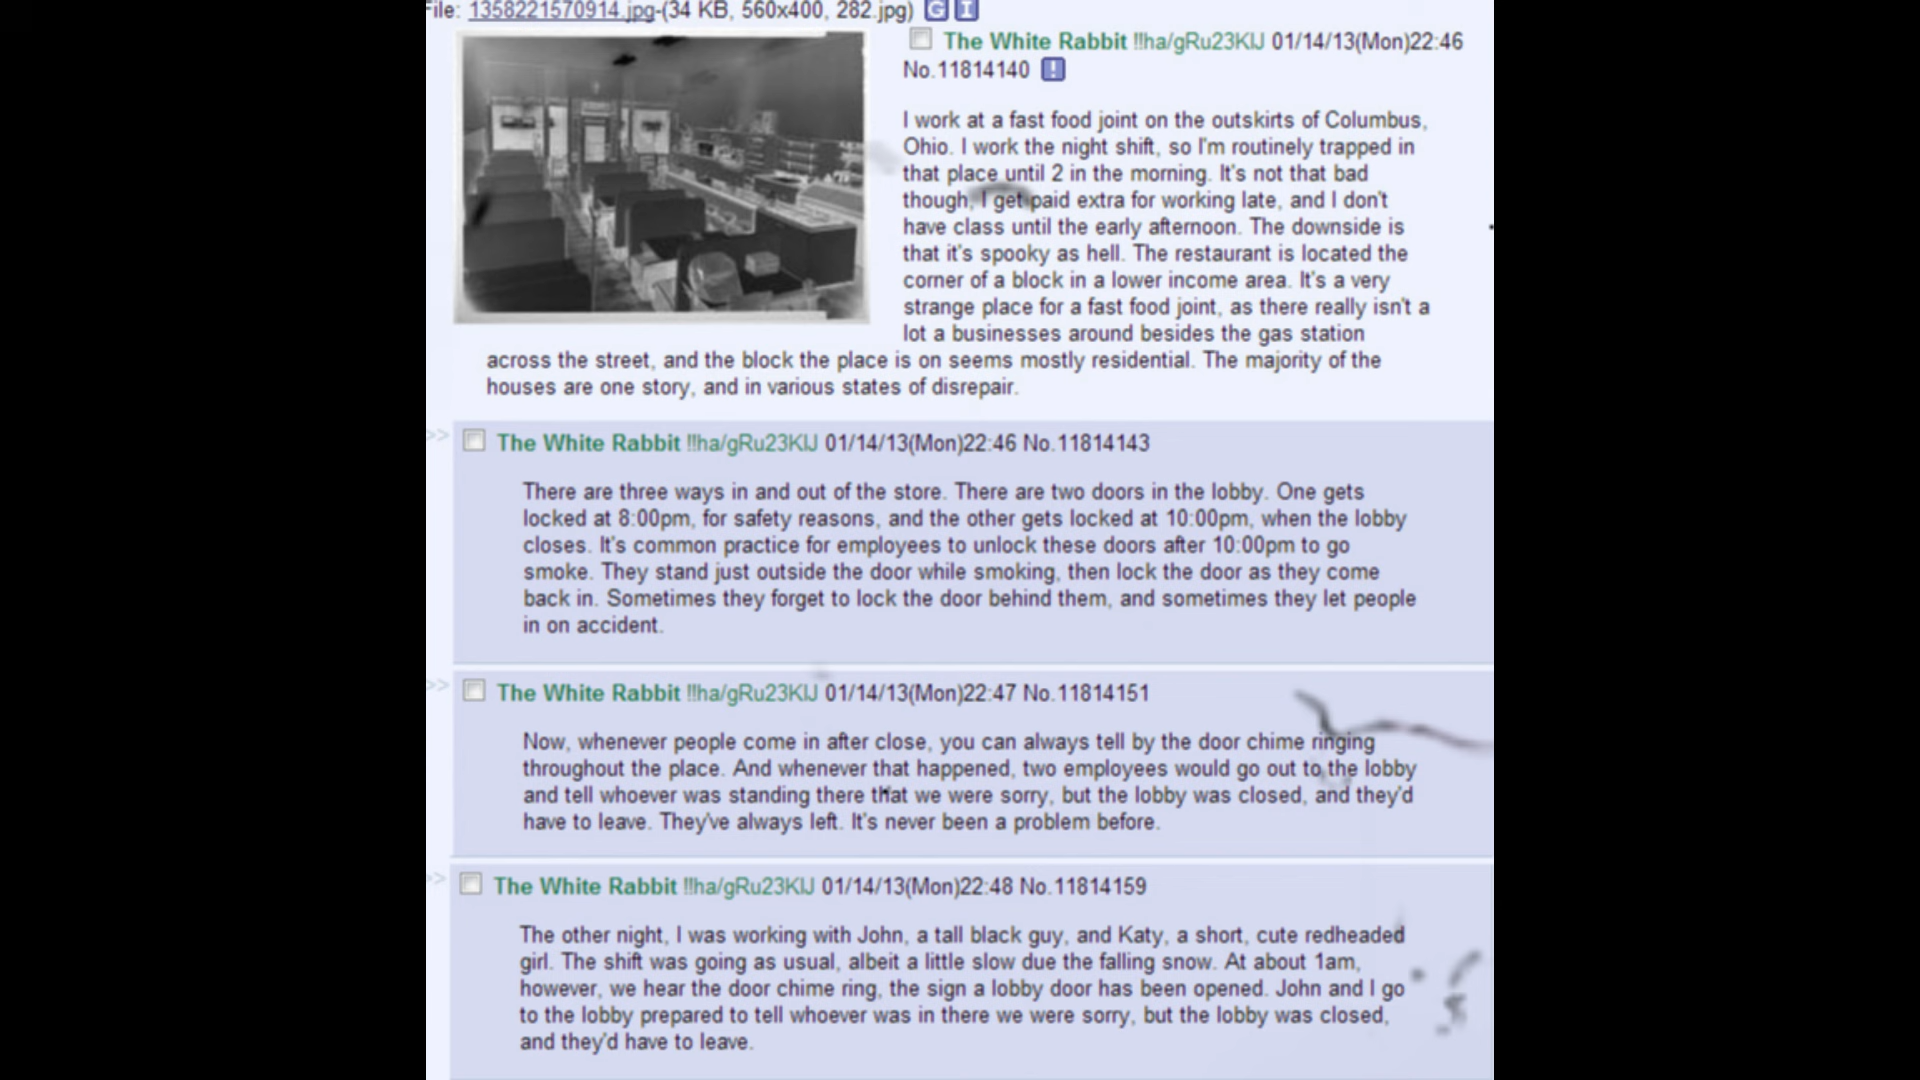 File: 1358221570914.jpg-(34 KB, 560x400, 282.jpg) G I
The White Rabbit !!ha/gRu23KlJ 01/14/13(Mon)22:46
No.11814140 !
I work at a fast food joint on the outskirts of Columbus,
Ohio. I work the night shift, so I'm routinely trapped in
that place until 2 in the morning. It's not that bad
though, I get paid extra for working late, and I don't
have class until the early afternoon. The downside is
that it's spooky as hell. The restaurant is located the
corner of a block in a lower income area. It's a very
strange place for a fast food joint, as there really isn't a
lot a businesses around besides the gas station
across the street, and the block the place is on seems mostly residential. The majority of the
houses are one story, and in various states of disrepair.
>> The White Rabbit !!ha/gRu23KlJ 01/14/13(Mon)22:46 No.11814143
There are three ways in and out of the store. There are two doors in the lobby. One gets
locked at 8:00pm, for safety reasons, and the other gets locked at 10:00pm, when the lobby
closes. It's common practice for employees to unlock these doors after 10:00pm to go
smoke. They stand just outside the door while smoking, then lock the door as they come
back in. Sometimes they forget to lock the door behind them, and sometimes they let people
in on accident.
>> The White Rabbit !!ha/gRu23KlJ 01/14/13(Mon)22:47 No.11814151
Now, whenever people come in after close, you can always tell by the door chime ringing
throughout the place. And whenever that happened, two employees would go out to the lobby
and tell whoever was standing there that we were sorry, but the lobby was closed, and they'd
have to leave. They've always left. It's never been a problem before.
>> The White Rabbit !!ha/gRu23KlJ 01/14/13(Mon)22:48 No.11814159
The other night, I was working with John, a tall black guy, and Katy, a short, cute redheaded
girl. The shift was going as usual, albeit a little slow due the falling snow. At about 1am,
however, we hear the door chime ring, the sign a lobby door has been opened. John and I go
to the lobby prepared to tell whoever was in there we were sorry, but the lobby was closed,
and they'd have to leave.